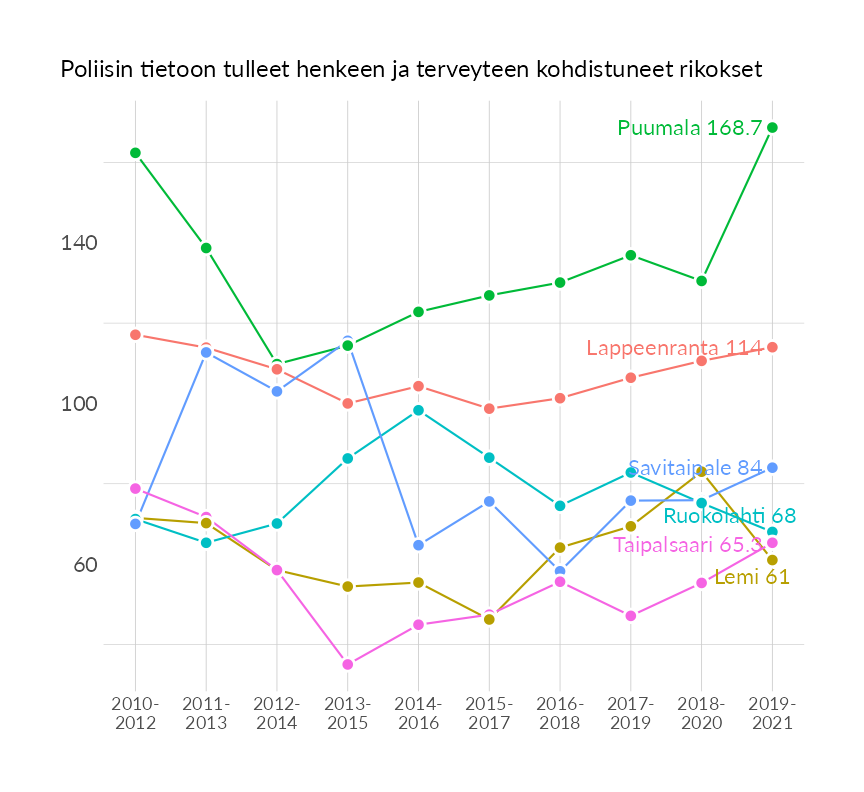 Poliisin tietoon tulleet henkeen ja terveyteen kohdistuneet rikokset
Puumala 168.7
140
Lappeenranta 114
100
Savitaipale 84
Ruokolahti 68
Taipalsaari 65.3
60
Lemi 61
2010- 2011- 2012- 2013- 2014- 2015- 2016- 2017- 2018- 2019-
2012 2013 2014 2015 2016 2017 2018 2019 2020 2021